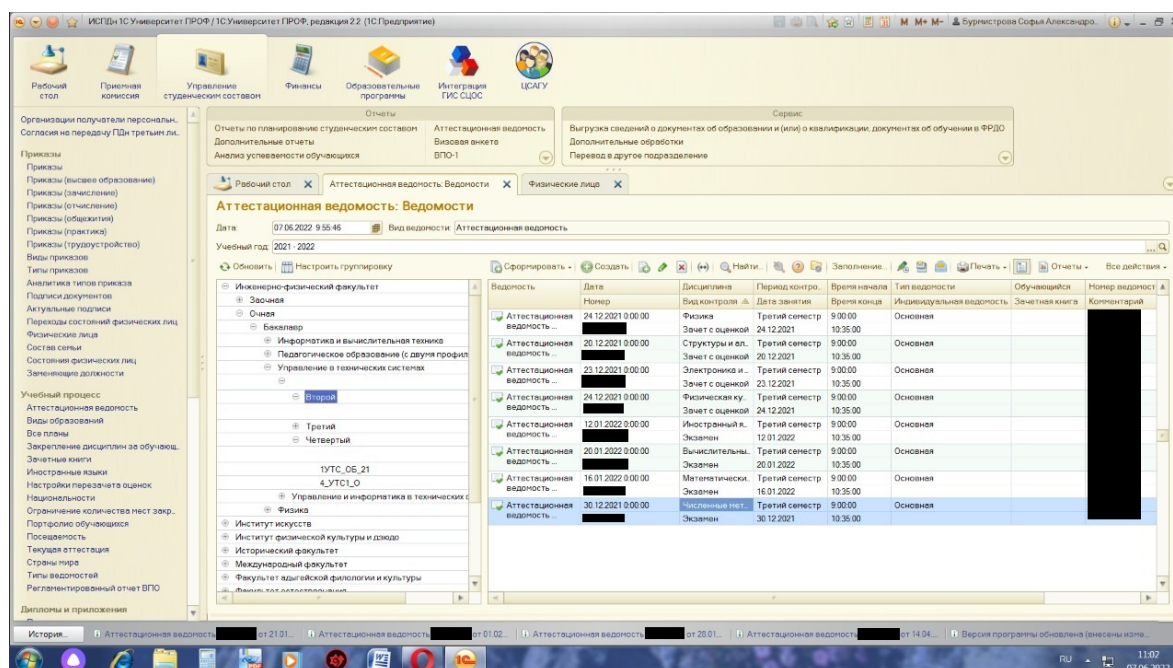 ИСПДн 1С Университет ПРОФ / 1С:Университет ПРОФ, редакция 2.2 (1С:Предприятие)
M M+ M- Бурмистрова Софья Александро..
Рабочий стол
Приемная комиссия
Управление студенческим составом
Финансы
Образовательные программы
Интеграция ГИС СЦОС
ЦСАГУ
Организации получатели персональн..
Согласия на передачу ПДн третьим ли..
Приказы
Приказы
Приказы (высшее образование)
Приказы (зачисление)
Приказы (отчисление)
Приказы (общежития)
Приказы (практика)
Приказы (трудоустройство)
Виды приказов
Типы приказов
Аналитика типов приказа
Подписи документов
Актуальные подписи
Переходы состояний физических лиц
Физические лица
Состав семьи
Состояния физических лиц
Заменяющие должности
Учебный процесс
Аттестационная ведомость
Виды образований
Все планы
Закрепление дисциплин за обучающ..
Зачетные книги
Иностранные языки
Настройки перезачета оценок
Национальности
Ограничение количества мест закр..
Портфолио обучающихся
Посещаемость
Текущая аттестация
Страны мира
Типы ведомостей
Регламентированный отчет ВПО
Дипломы и приложения
Отчеты
Отчеты по планированию студенческим составом Аттестационная ведомость
Дополнительные отчеты Визовая анкета
Анализ успеваемости обучающихся ВПО-1
Сервис
Выгрузка сведений о документах об образовании и (или) о квалификации, документах об обучении в ФРДО
Дополнительные обработки
Перевод в другое подразделение
Рабочий стол Аттестационная ведомость: Ведомости Физические лица
Аттестационная ведомость: Ведомости
Дата: 07.06.2022 9:55:46 Вид ведомости: Аттестационная ведомость
Учебный год: 2021 - 2022
Обновить Настроить группировку
Сформировать Создать Найти... Заполнение... Печать Отчеты Все действия
Инженерно-физический факультет
Заочная
Очная
Бакалавр
Информатика и вычислительная техника
Педагогическое образование (с двумя профил
Управление в технических системах
Второй
Третий
Четвертый
1УТС_ОБ_21
4_УТС1_О
Управление и информатика в технических с
Физика
Институт искусств
Институт физической культуры и дзюдо
Исторический факультет
Международный факультет
Факультет адыгейской филологии и культуры
Факультет естествознания
Ведомость Дата Дисциплина Период контро.. Время начала Тип ведомости Обучающийся Номер ведомост
Номер Вид контроля Дата занятия Время конца Индивидуальная ведомость Зачетная книга Комментарий
Аттестационная 24.12.2021 0:00:00 Физика Третий семестр 9:00:00 Основная
ведомость ... Зачет с оценкой 24.12.2021 10:35:00
Аттестационная 20.12.2021 0:00:00 Структуры и ал.. Третий семестр 9:00:00 Основная
ведомость ... Зачет с оценкой 20.12.2021 10:35:00
Аттестационная 23.12.2021 0:00:00 Электроника и .. Третий семестр 9:00:00 Основная
ведомость ... Зачет с оценкой 23.12.2021 10:35:00
Аттестационная 24.12.2021 0:00:00 Физическая ку.. Третий семестр 9:00:00 Основная
ведомость ... Зачет с оценкой 24.12.2021 10:35:00
Аттестационная 12.01.2022 0:00:00 Иностранный я.. Третий семестр 9:00:00 Основная
ведомость ... Экзамен 12.01.2022 10:35:00
Аттестационная 20.01.2022 0:00:00 Вычислительны.. Третий семестр 9:00:00 Основная
ведомость ... Экзамен 20.01.2022 10:35:00
Аттестационная 16.01.2022 0:00:00 Математически.. Третий семестр 9:00:00 Основная
ведомость ... Экзамен 16.01.2022 10:35:00
Аттестационная 30.12.2021 0:00:00 Численные мет.. Третий семестр 9:00:00 Основная
ведомость ... Экзамен 30.12.2021 10:35:00
История... Аттестационная ведомость от 21.01... Аттестационная ведомость от 01.02... Аттестационная ведомость от 28.01... Аттестационная ведомость от 14.04... Версия программы обновлена (внесены изме...
RU 11:02
07.06.2022